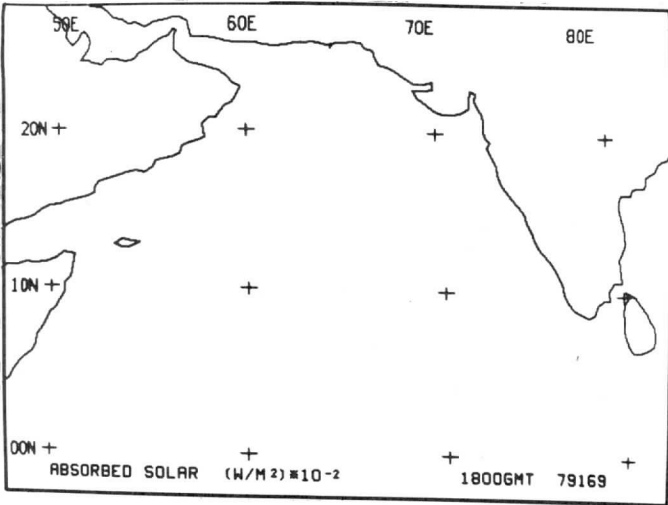 50E 60E 70E 80E
20N
10N
00N
ABSORBED SOLAR (W/M²)*10⁻² 1800GMT 79169